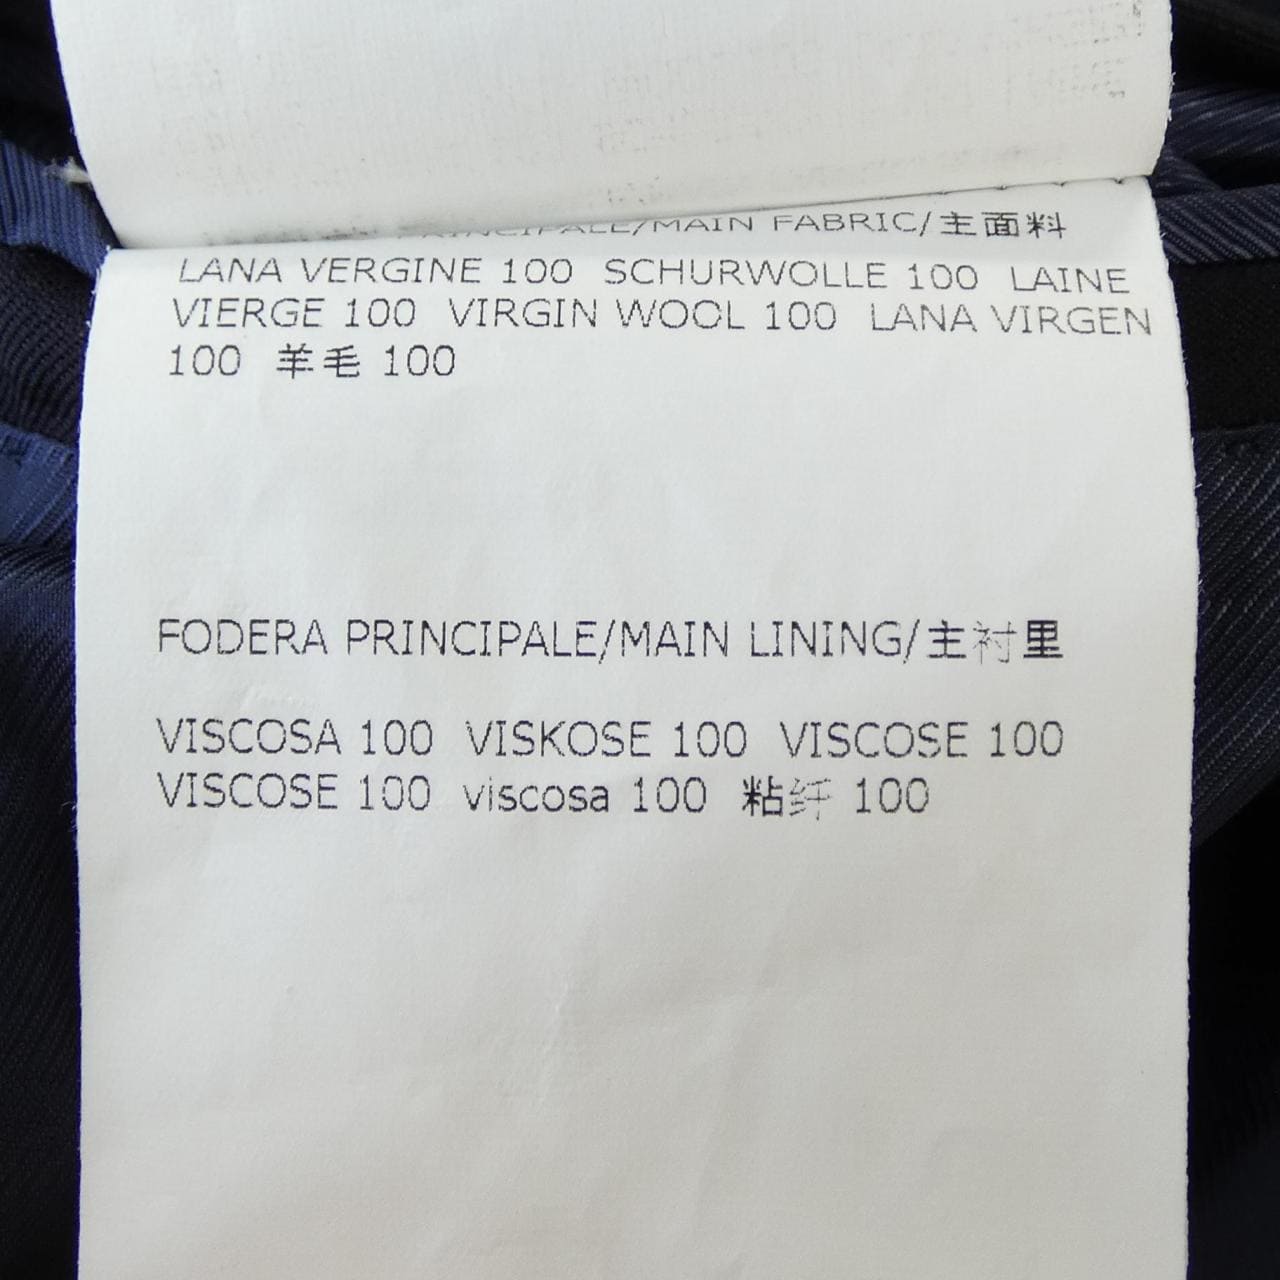 PRINCIPALE/MAIN FABRIC/主面料
LANA VERGINE 100 SCHURWOLLE 100 LAINE
VIERGE 100 VIRGIN WOOL 100 LANA VIRGEN
100 羊毛 100
FODERA PRINCIPALE/MAIN LINING/主衬里
VISCOSA 100 VISKOSE 100 VISCOSE 100
VISCOSE 100 viscosa 100 粘纤 100